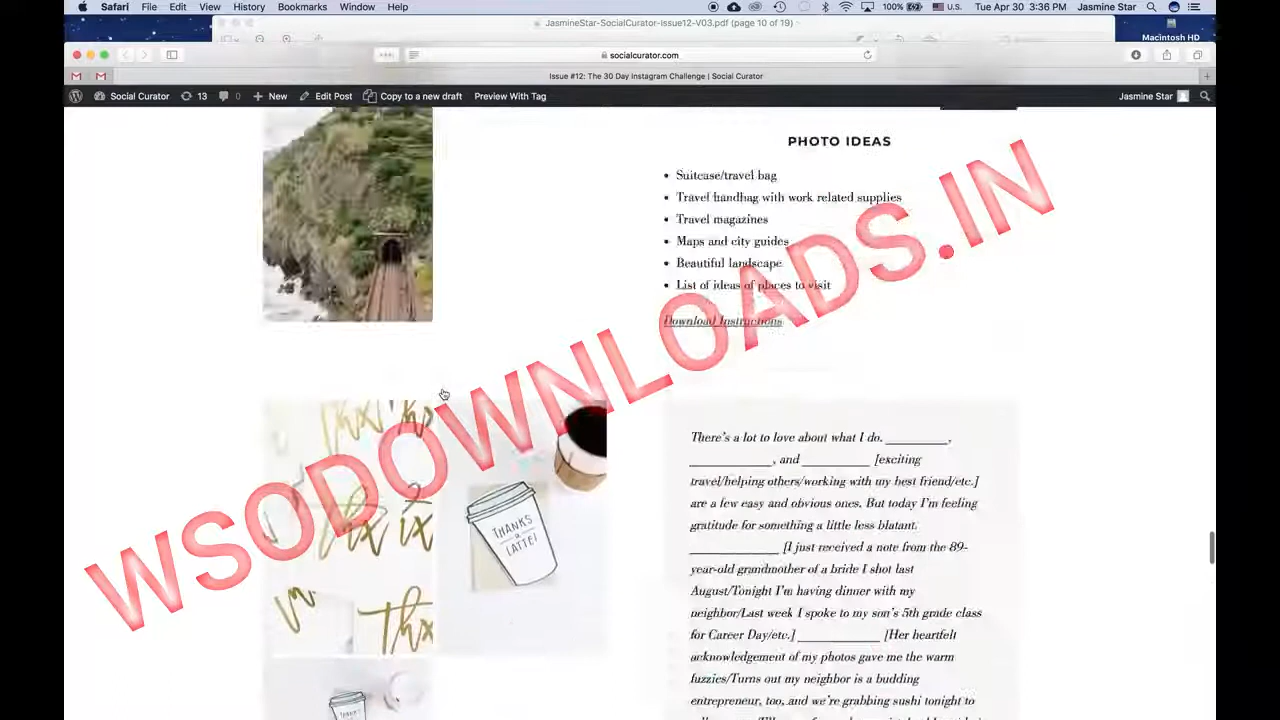 Safari File Edit View History Bookmarks Window Help 100% U.S. Tue Apr 30 3:36 PM Jasmine Star
JasmineStar-SocialCurator-Issue12-V03.pdf (page 10 of 19)
Macintosh HD
socialcurator.com
Issue #12: The 30 Day Instagram Challenge | Social Curator
Social Curator 13 0 New Edit Post Copy to a new draft Preview With Tag Jasmine Star
PHOTO IDEAS
Suitcase/travel bag
Travel handbag with work related supplies
Travel magazines
Maps and city guides
Beautiful landscape
List of ideas of places to visit
Download Instructions
WSODOWNLOADS.IN
THANKS
a
LATTE!
Thx
There's a lot to love about what I do. ________,
___________, and _________ [exciting
travel/helping others/working with my best friend/etc.]
are a few easy and obvious ones. But today I'm feeling
gratitude for something a little less blatant.
____________ [I just received a note from the 89-
year-old grandmother of a bride I shot last
August/Tonight I'm having dinner with my
neighbor/Last week I spoke to my son's 5th grade class
for Career Day/etc.] ___________ [Her heartfelt
acknowledgement of my photos gave me the warm
fuzzies/Turns out my neighbor is a budding
entrepreneur, too, and we're grabbing sushi tonight to